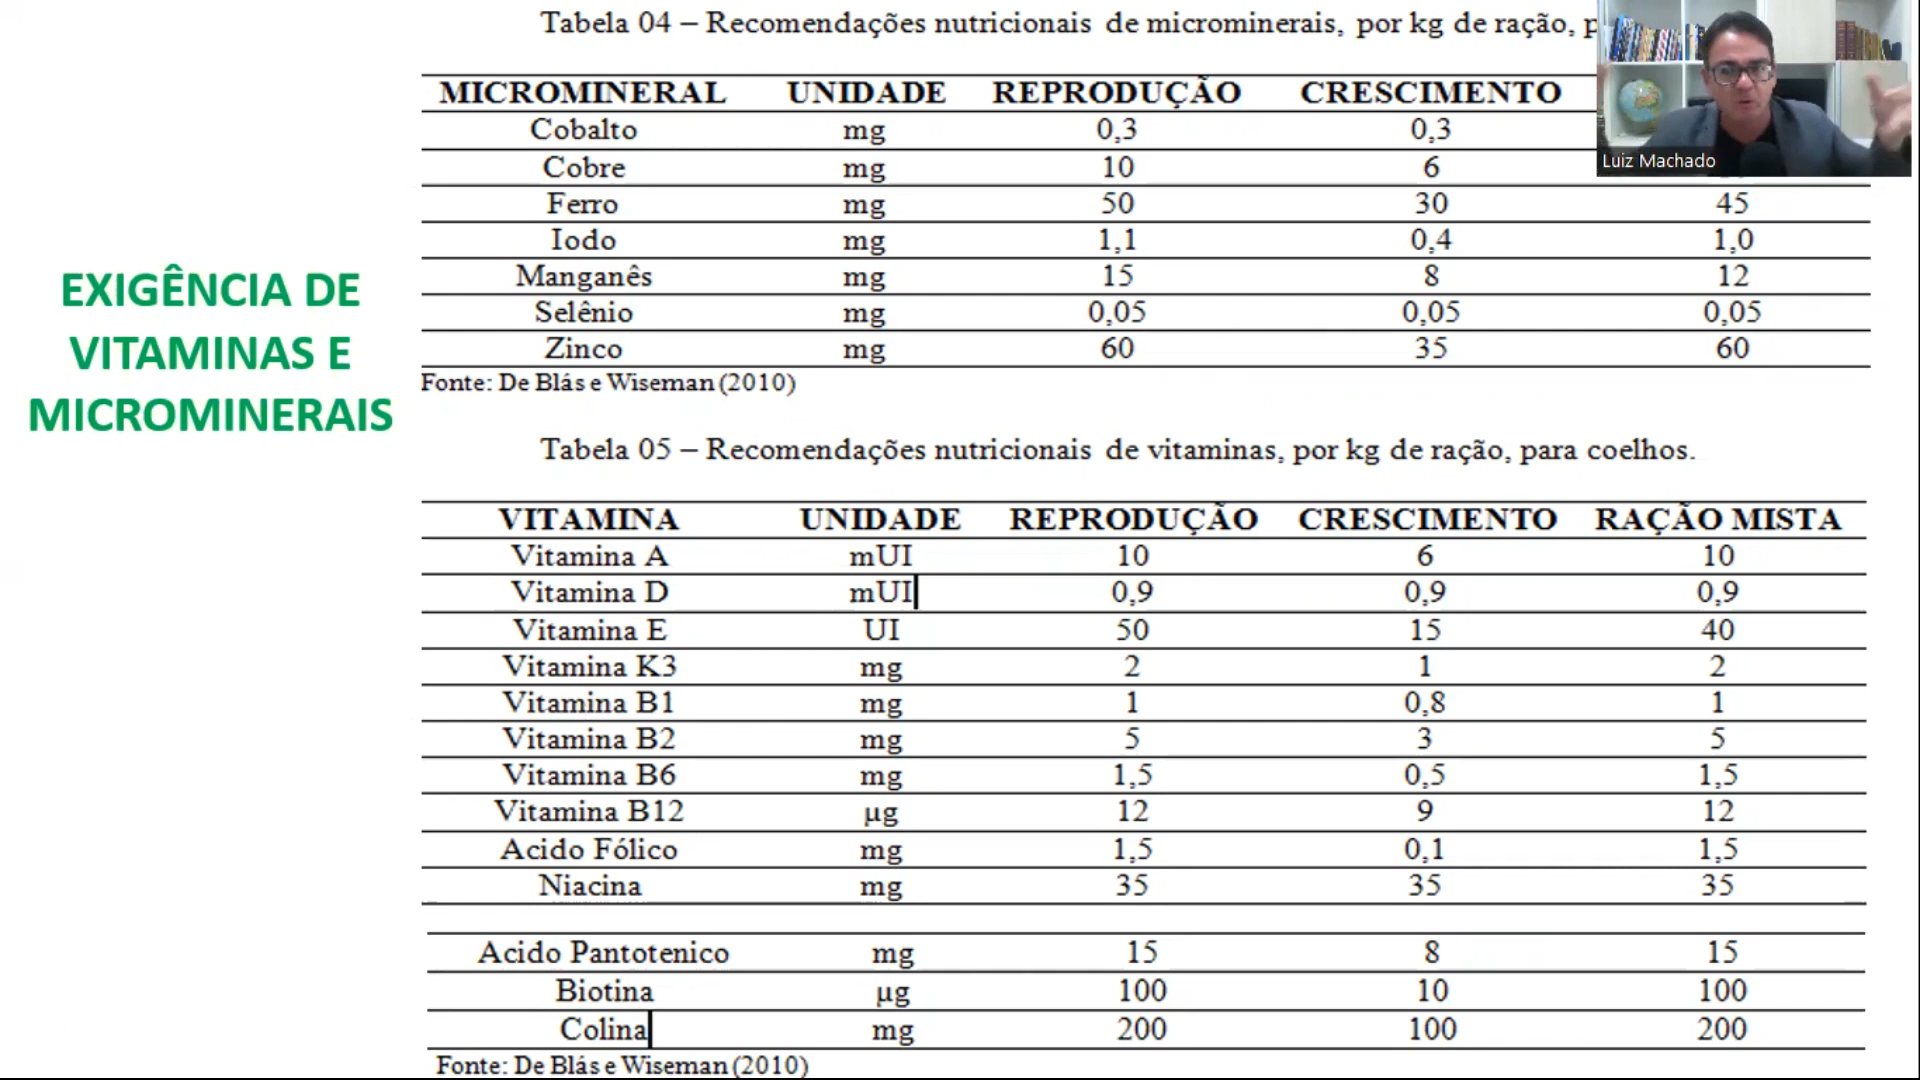 Tabela 04 – Recomendações nutricionais de microminerais, por kg de ração,
MICROMINERAL UNIDADE REPRODUÇÃO CRESCIMENTO
Cobalto mg 0,3 0,3
Cobre mg 10 6
Ferro mg 50 30 45
Iodo mg 1,1 0,4 1,0
Manganês mg 15 8 12
Selênio mg 0,05 0,05 0,05
Zinco mg 60 35 60
Fonte: De Blás e Wiseman (2010)
Luiz Machado
EXIGÊNCIA DE
VITAMINAS E
MICROMINERAIS
Tabela 05 – Recomendações nutricionais de vitaminas, por kg de ração, para coelhos.
VITAMINA UNIDADE REPRODUÇÃO CRESCIMENTO RAÇÃO MISTA
Vitamina A mUI 10 6 10
Vitamina D mUI 0,9 0,9 0,9
Vitamina E UI 50 15 40
Vitamina K3 mg 2 1 2
Vitamina B1 mg 1 0,8 1
Vitamina B2 mg 5 3 5
Vitamina B6 mg 1,5 0,5 1,5
Vitamina B12 µg 12 9 12
Acido Fólico mg 1,5 0,1 1,5
Niacina mg 35 35 35
Acido Pantotenico mg 15 8 15
Biotina µg 100 10 100
Colina mg 200 100 200
Fonte: De Blás e Wiseman (2010)